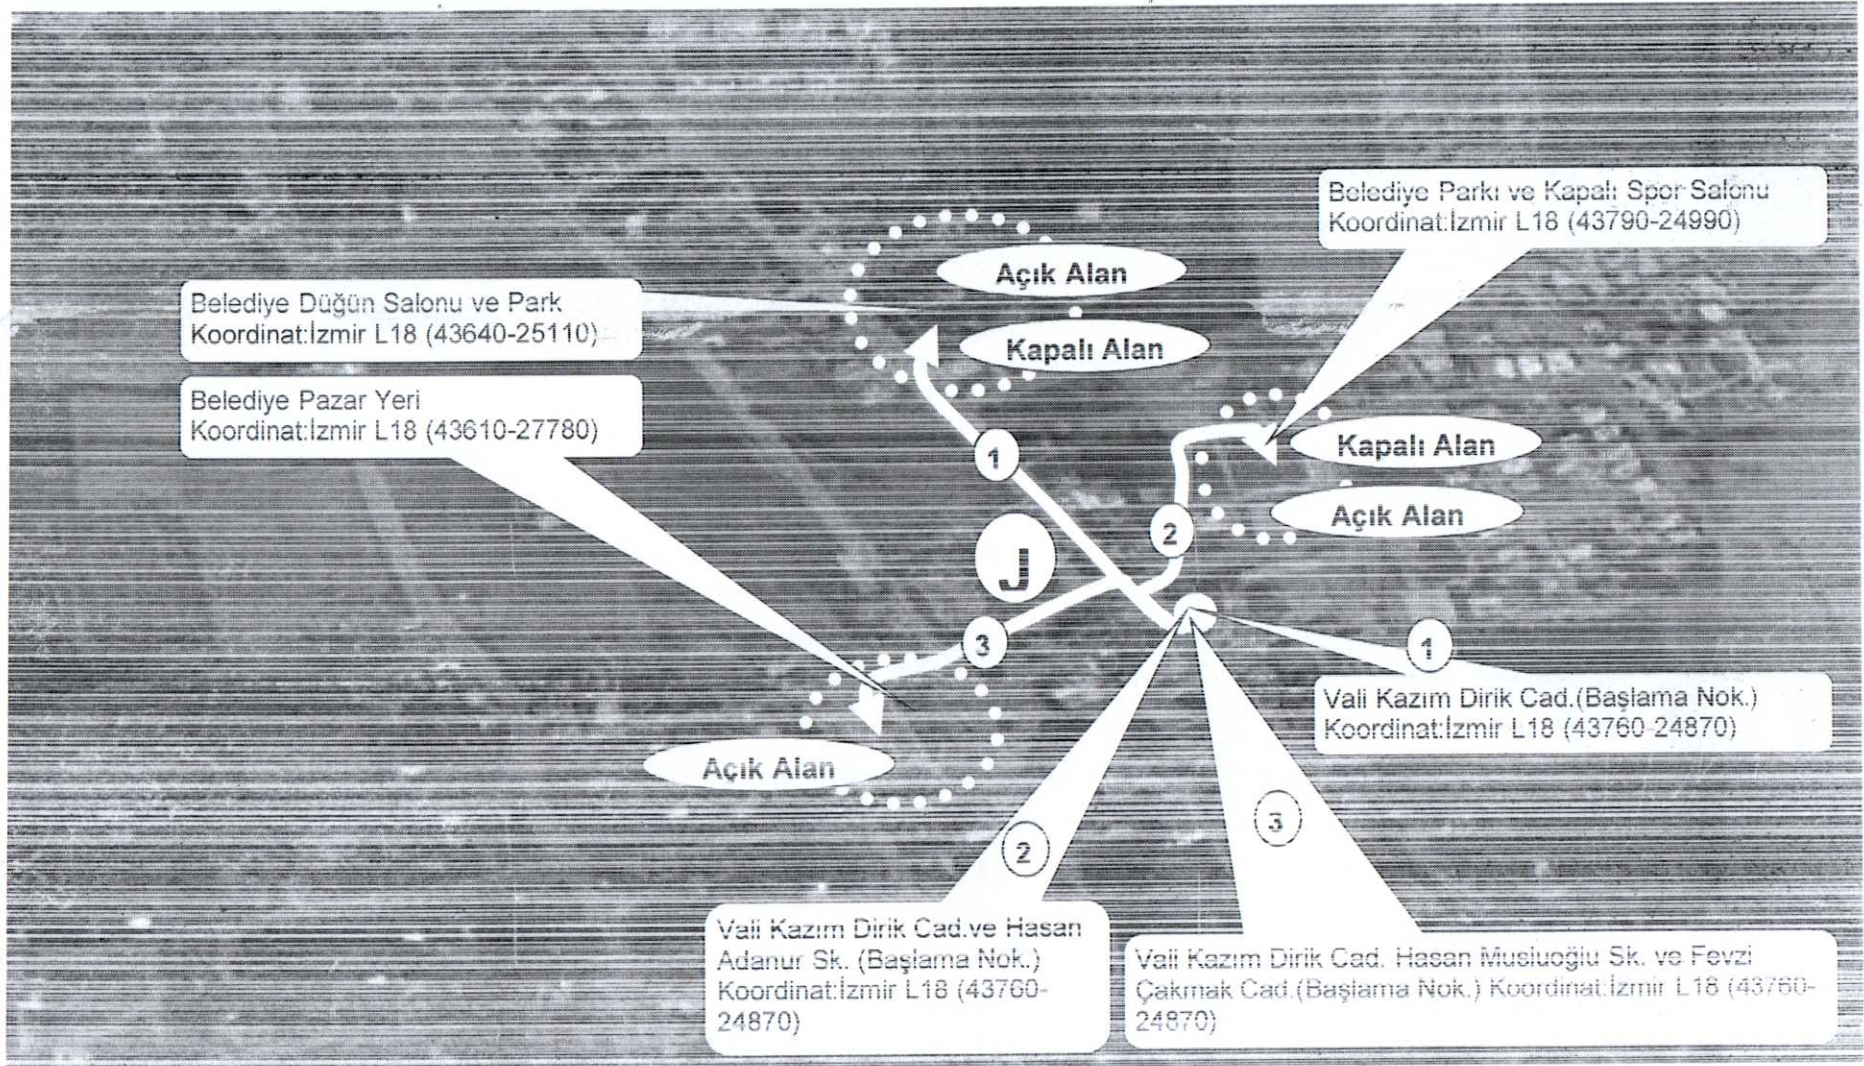 Belediye Parkı ve Kapalı Spor Salonu
Koordinat:İzmir L18 (43790-24990)
Açık Alan
Belediye Düğün Salonu ve Park
Koordinat:İzmir L18 (43640-25110)
Kapalı Alan
Belediye Pazar Yeri
Koordinat:İzmir L18 (43610-27780)
1
Kapalı Alan
Açık Alan
2
J
3
1
Vali Kazım Dirik Cad.(Başlama Nok.)
Koordinat:İzmir L18 (43760-24870)
Açık Alan
2
3
Vali Kazım Dirik Cad.ve Hasan
Adanur Sk. (Başlama Nok.)
Koordinat:İzmir L18 (43760-
24870)
Vali Kazım Dirik Cad. Hasan Musluoğlu Sk. ve Fevzi
Çakmak Cad.(Başlama Nok.) Koordinat:İzmir L18 (43760-
24870)